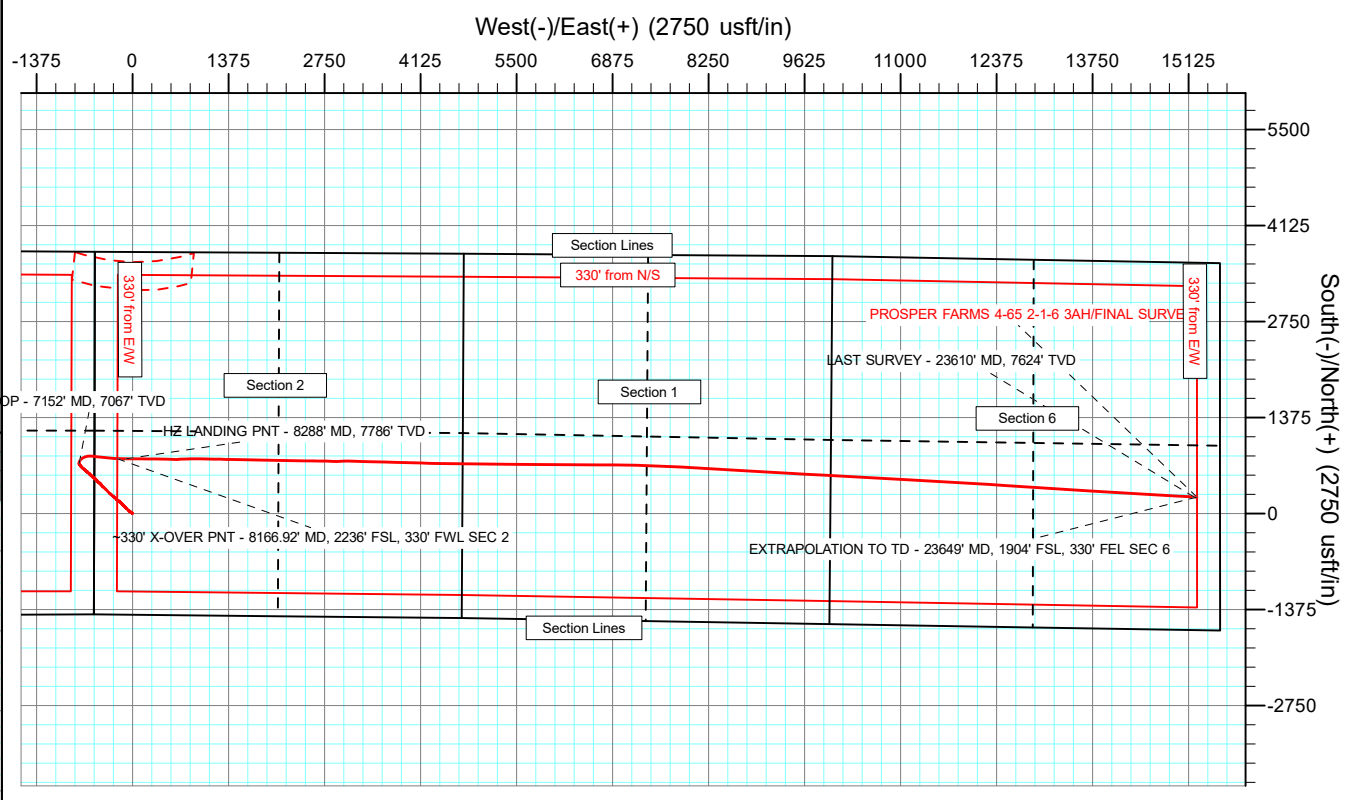 West(-)/East(+) (2750 usft/in)
-1375 0 1375 2750 4125 5500 6875 8250 9625 11000 12375 13750 15125
5500
4125
2750
1375
0
-1375
-2750
South(-)/North(+) (2750 usft/in)
Section Lines
330' from N/S
330' from E/W
330' from E/W
PROSPER FARMS 4-65 2-1-6 3AH/FINAL SURVE
LAST SURVEY - 23610' MD, 7624' TVD
Section 2
Section 1
Section 6
OP - 7152' MD, 7067' TVD
HZ LANDING PNT - 8288' MD, 7786' TVD
~330' X-OVER PNT - 8166.92' MD, 2236' FSL, 330' FWL SEC 2
EXTRAPOLATION TO TD - 23649' MD, 1904' FSL, 330' FEL SEC 6
Section Lines